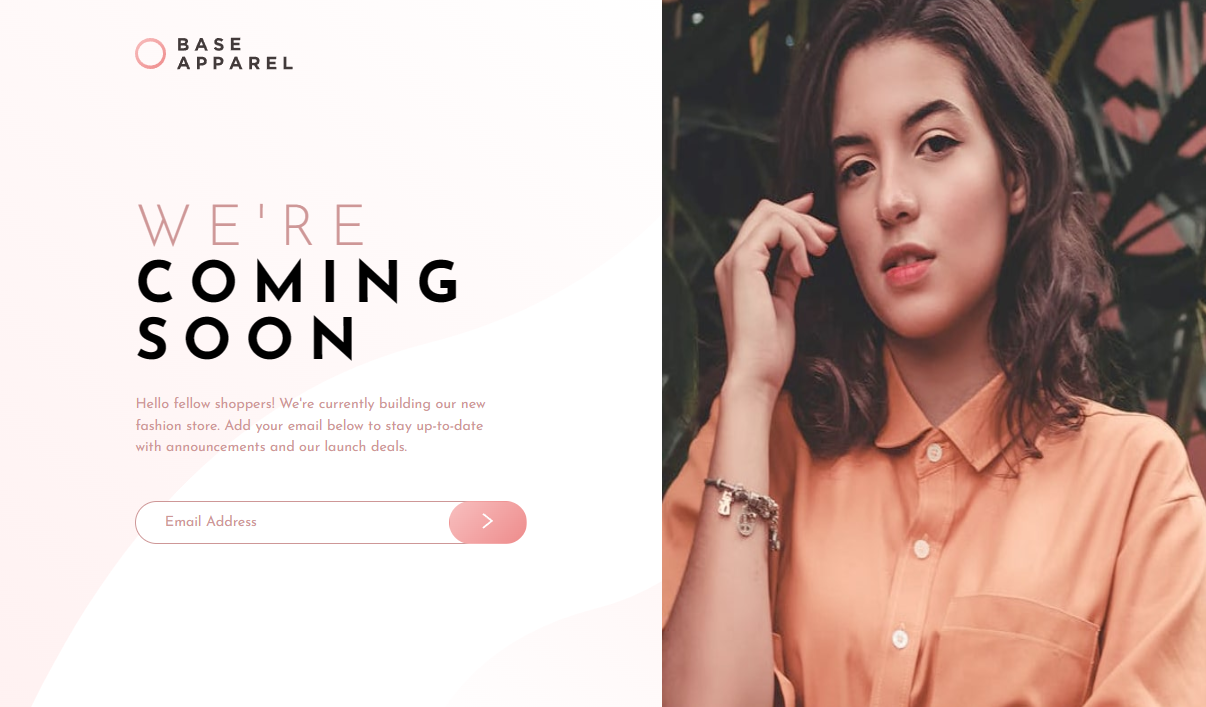 BASE
APPAREL
WE'RE
COMING
SOON
Hello fellow shoppers! We're currently building our new
fashion store. Add your email below to stay up-to-date
with announcements and our launch deals.
Email Address